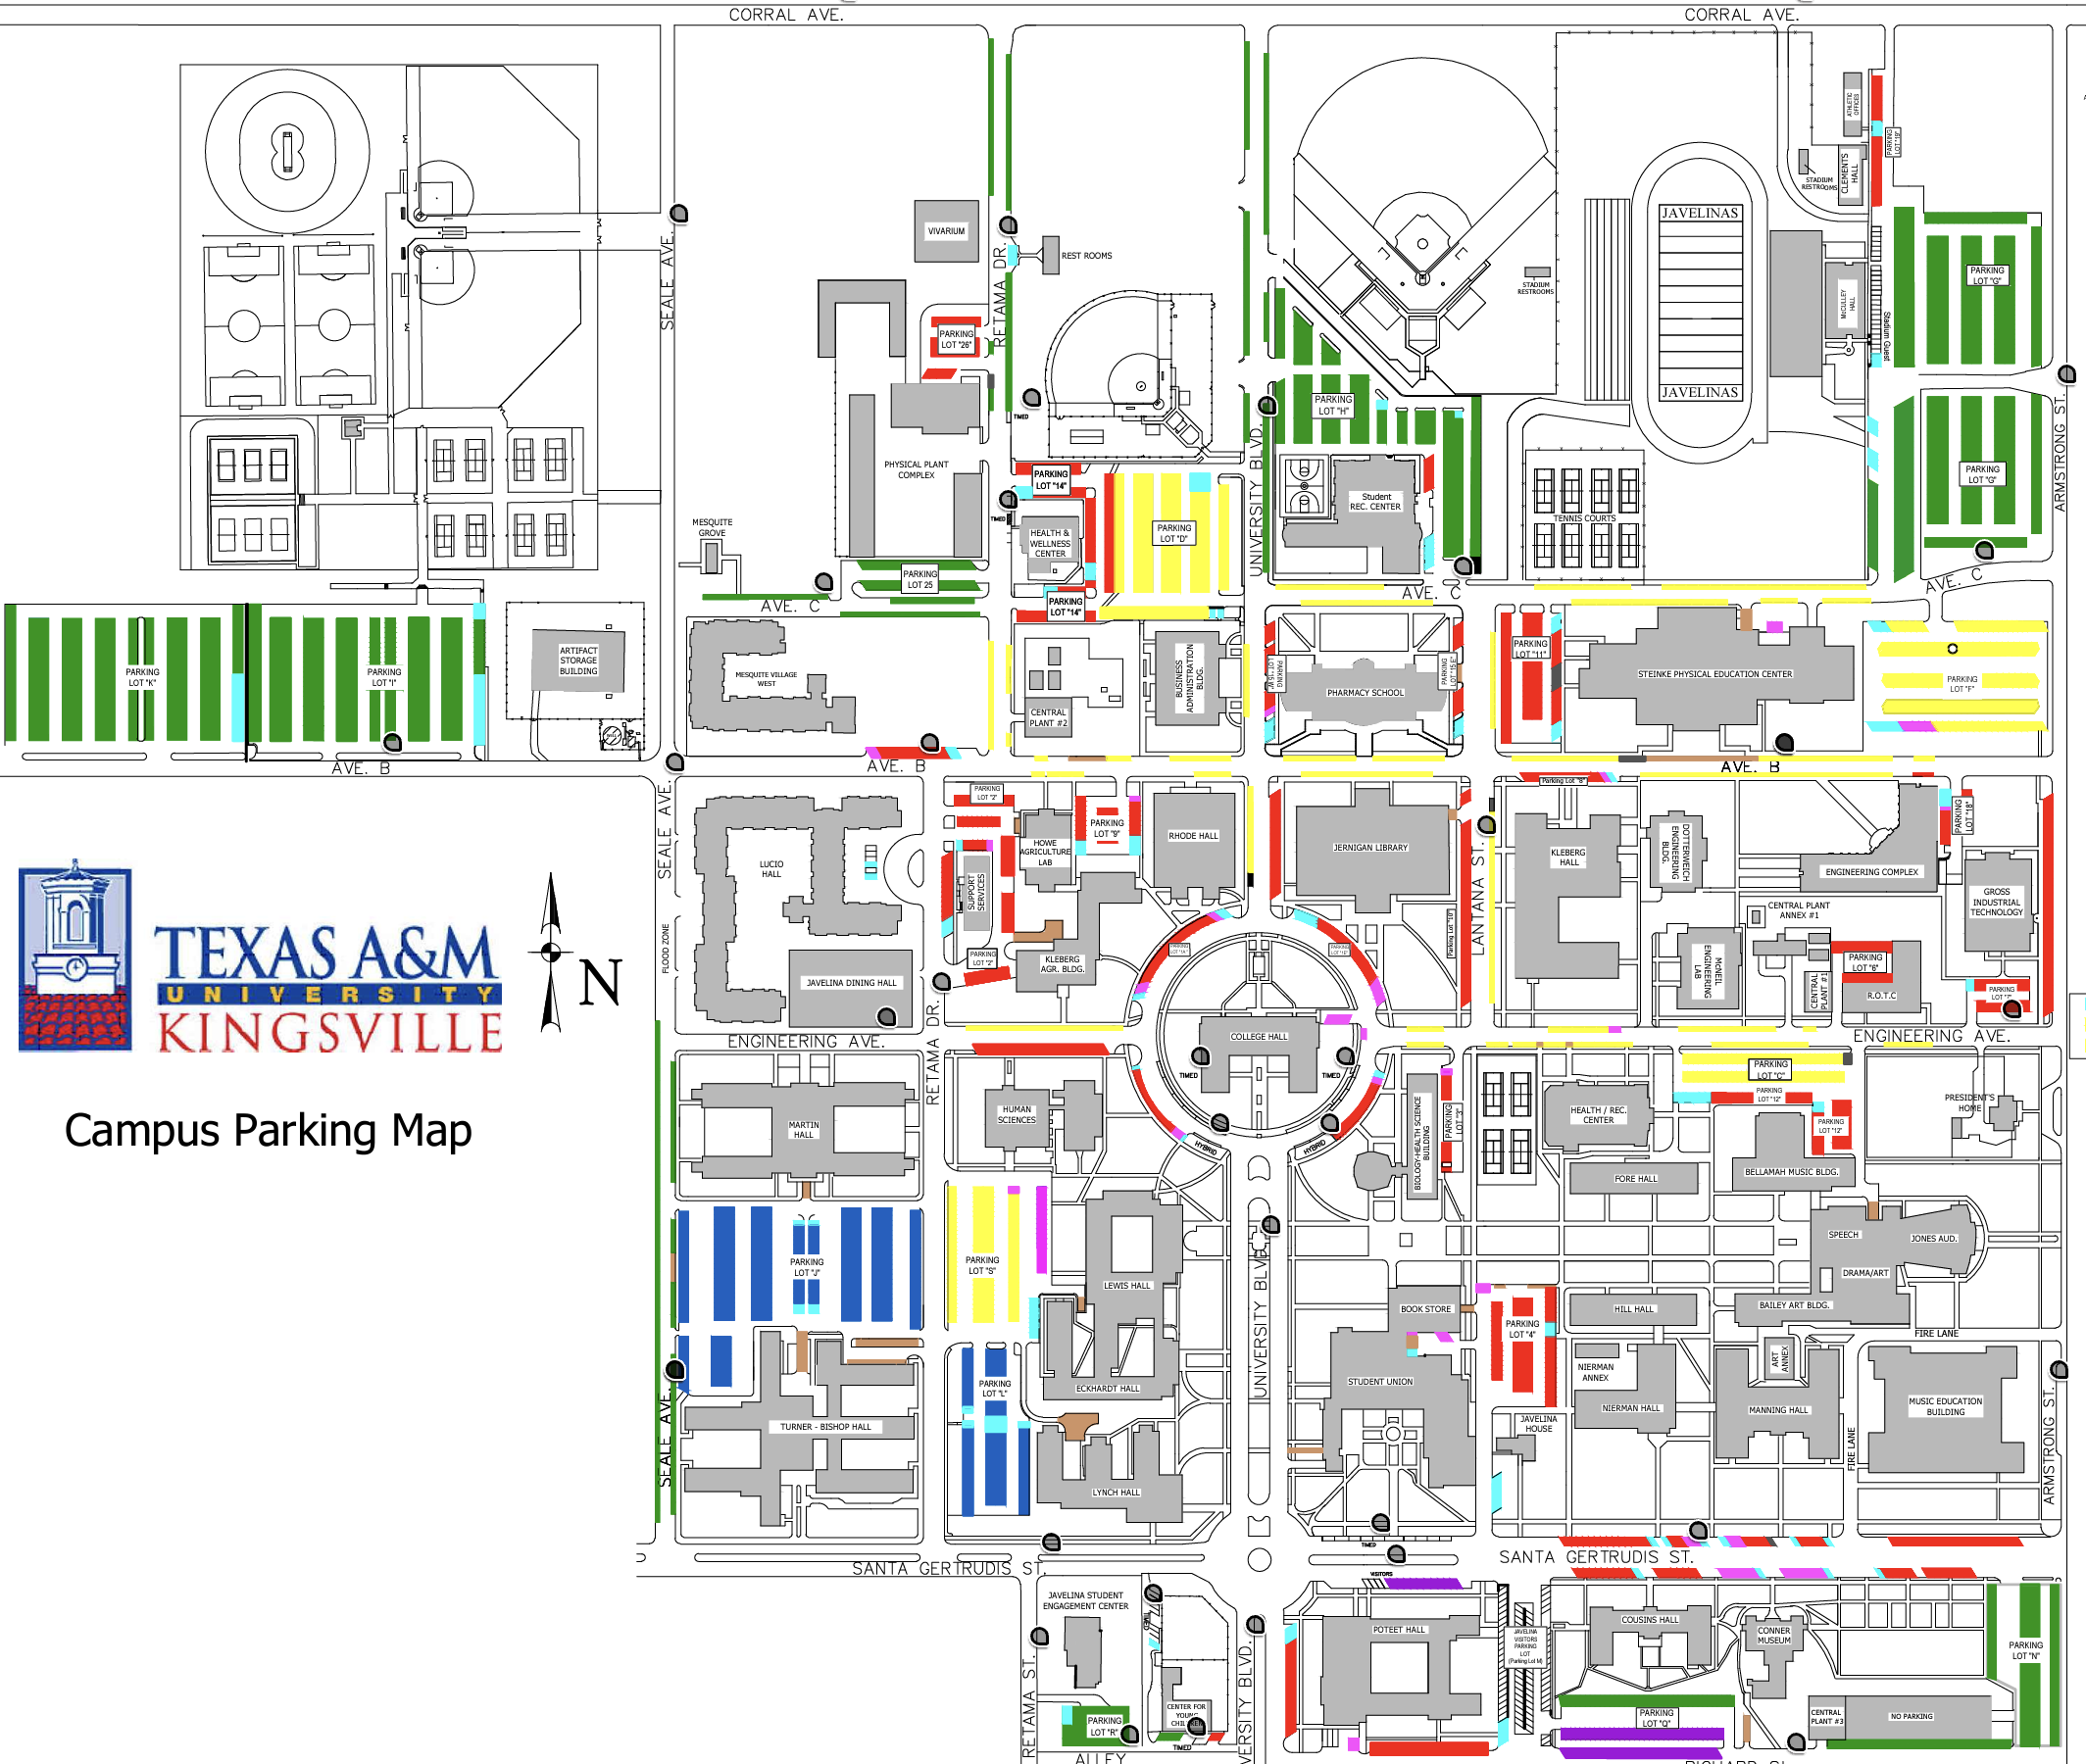 CORRAL AVE.
CORRAL AVE.
ATHLETIC
OFFICES
PARKING
LOT "19"
CLEMENTS
HALL
STADIUM
RESTROOMS
JAVELINAS
JAVELINAS
VIVARIUM
REST ROOMS
RETAMA DR.
SEALE AVE.
STADIUM
RESTROOMS
McCULLEY
HALL
Stadium Guest
PARKING
LOT "G"
PARKING
LOT "26"
PARKING
LOT "H"
TIMED
ARMSTRONG ST.
UNIVERSITY BLVD.
PHYSICAL PLANT
COMPLEX
PARKING
LOT "14"
PARKING
LOT "G"
Student
REC. CENTER
TENNIS COURTS
MESQUITE
GROVE
TIMED
HEALTH &
WELLNESS
CENTER
PARKING
LOT "D"
PARKING
LOT 25
AVE. C
AVE. C
AVE. C
PARKING
LOT "14"
PARKING
LOT "K"
PARKING
LOT "I"
ARTIFACT
STORAGE
BUILDING
MESQUITE VILLAGE
WEST
CENTRAL
PLANT #2
BUSINESS
ADMINISTRATION
BLDG.
PARKING
LOT "15 W"
PHARMACY SCHOOL
PARKING
LOT "15 E"
PARKING
LOT "11"
STEINKE PHYSICAL EDUCATION CENTER
PARKING
LOT "F"
AVE. B
AVE. B
AVE. B
SEALE AVE.
FLOOD ZONE
LUCIO
HALL
JAVELINA DINING HALL
PARKING
LOT "2"
SUPPORT
SERVICES
PARKING
LOT "2"
HOWE
AGRICULTURE
LAB
PARKING
LOT "9"
KLEBERG
AGR. BLDG.
RHODE HALL
JERNIGAN LIBRARY
Parking Lot "10"
LANTANA ST.
Parking Lot "8"
KLEBERG
HALL
DOTTERWEICH
ENGINEERING
BLDG.
ENGINEERING COMPLEX
PARKING
LOT "18"
GROSS
INDUSTRIAL
TECHNOLOGY
CENTRAL PLANT
ANNEX #1
MCNEIL
ENGINEERING
LAB
CENTRAL
PLANT #1
PARKING
LOT "6"
R.O.T.C
PARKING
LOT "7"
TEXAS A&M
UNIVERSITY
KINGSVILLE
N
Campus Parking Map
ENGINEERING AVE.
ENGINEERING AVE.
RETAMA DR.
COLLEGE HALL
TIMED
TIMED
HYBRID
HYBRID
MARTIN
HALL
HUMAN
SCIENCES
BIOLOGY-HEALTH SCIENCE
BUILDING
PARKING
LOT "3"
HEALTH / REC.
CENTER
PARKING
LOT "C"
PARKING
LOT "12"
PARKING
LOT "12"
PRESIDENT'S
HOME
BELLAMAH MUSIC BLDG.
FORE HALL
SPEECH
JONES AUD.
DRAMA/ART
BAILEY ART BLDG.
HILL HALL
FIRE LANE
PARKING
LOT "J"
PARKING
LOT "S"
LEWIS HALL
UNIVERSITY BLVD.
BOOK STORE
PARKING
LOT "4"
STUDENT UNION
NIERMAN
ANNEX
NIERMAN HALL
ART
ANNEX
MANNING HALL
MUSIC EDUCATION
BUILDING
FIRE LANE
ARMSTRONG ST.
PARKING
LOT "L"
ECKHARDT HALL
TURNER - BISHOP HALL
SEALE AVE.
LYNCH HALL
JAVELINA
HOUSE
TIMED
SANTA GERTRUDIS ST.
SANTA GERTRUDIS ST.
VISITORS
JAVELINA STUDENT
ENGAGEMENT CENTER
TIMED
RETAMA ST.
UNIVERSITY BLVD.
POTEET HALL
JAVELINA
VISITORS
PARKING
LOT
(Parking Lot M)
COUSINS HALL
CONNER
MUSEUM
PARKING
LOT "N"
PARKING
LOT "R"
CENTER FOR
YOUNG
CHILDREN
TIMED
PARKING
LOT "Q"
CENTRAL
PLANT #3
NO PARKING
ALLEY